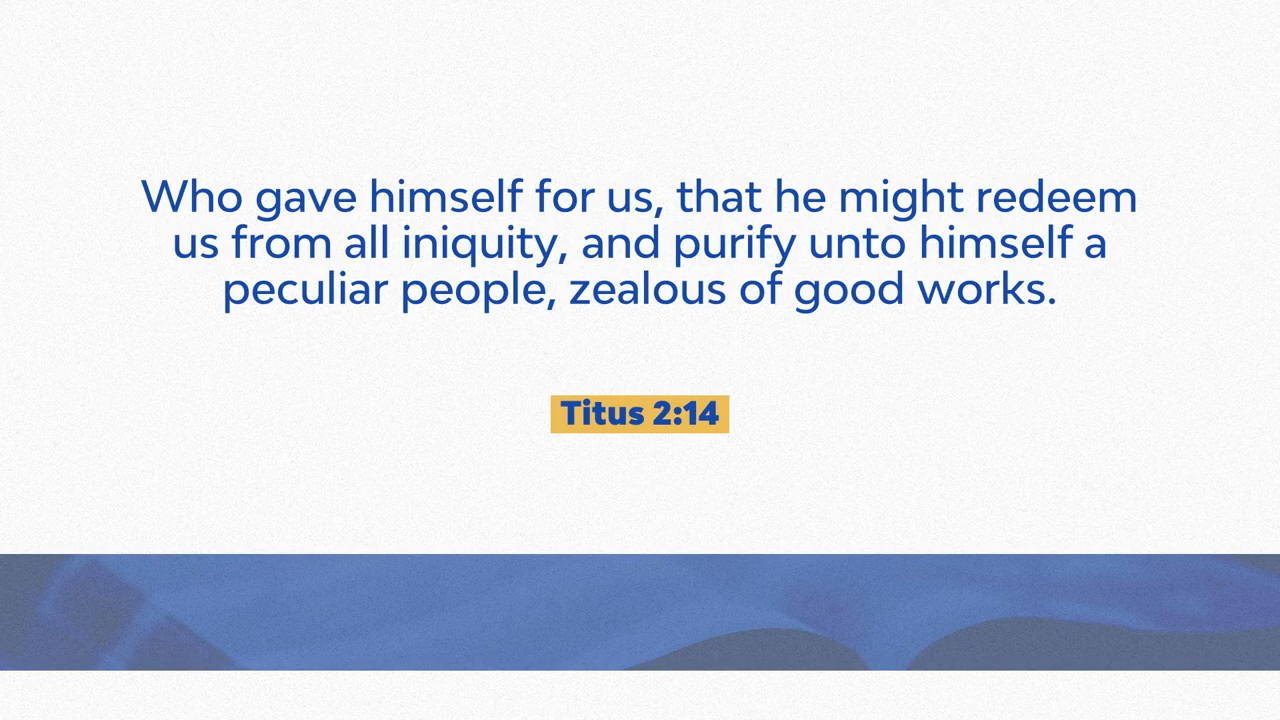 Who gave himself for us, that he might redeem
us from all iniquity, and purify unto himself a
peculiar people, zealous of good works.
Titus 2:14